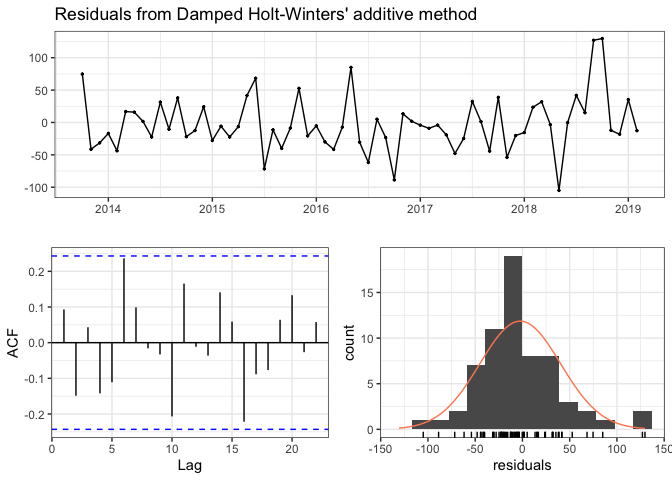 Residuals from Damped Holt-Winters' additive method
100
50
0
-50
-100
2014 2015 2016 2017 2018 2019
ACF
0.2
0.1
0.0
-0.1
-0.2
0 5 10 15 20
Lag
count
15
10
5
0
-150 -100 -50 0 50 100 150
residuals